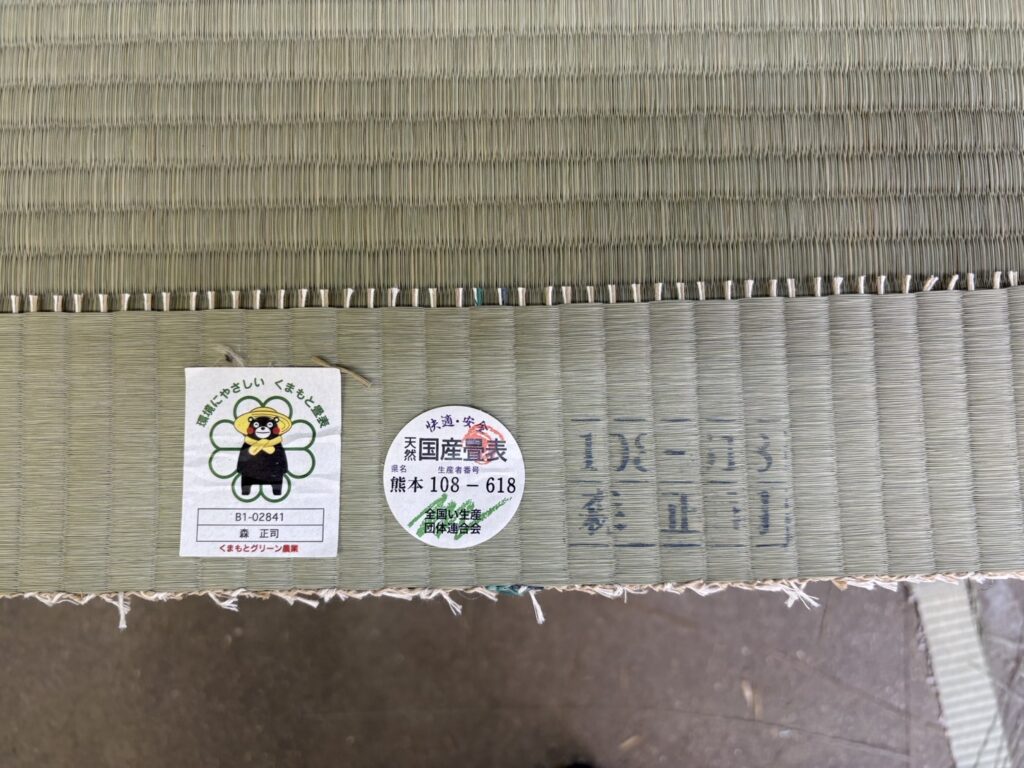 環境にやさしい くまもと畳表
B1-02841
森 正司
くまもとグリーン農業
快適・安全
天然 国産畳表
県名 生産者番号
熊本 108-618
全国い生産
団体連合会